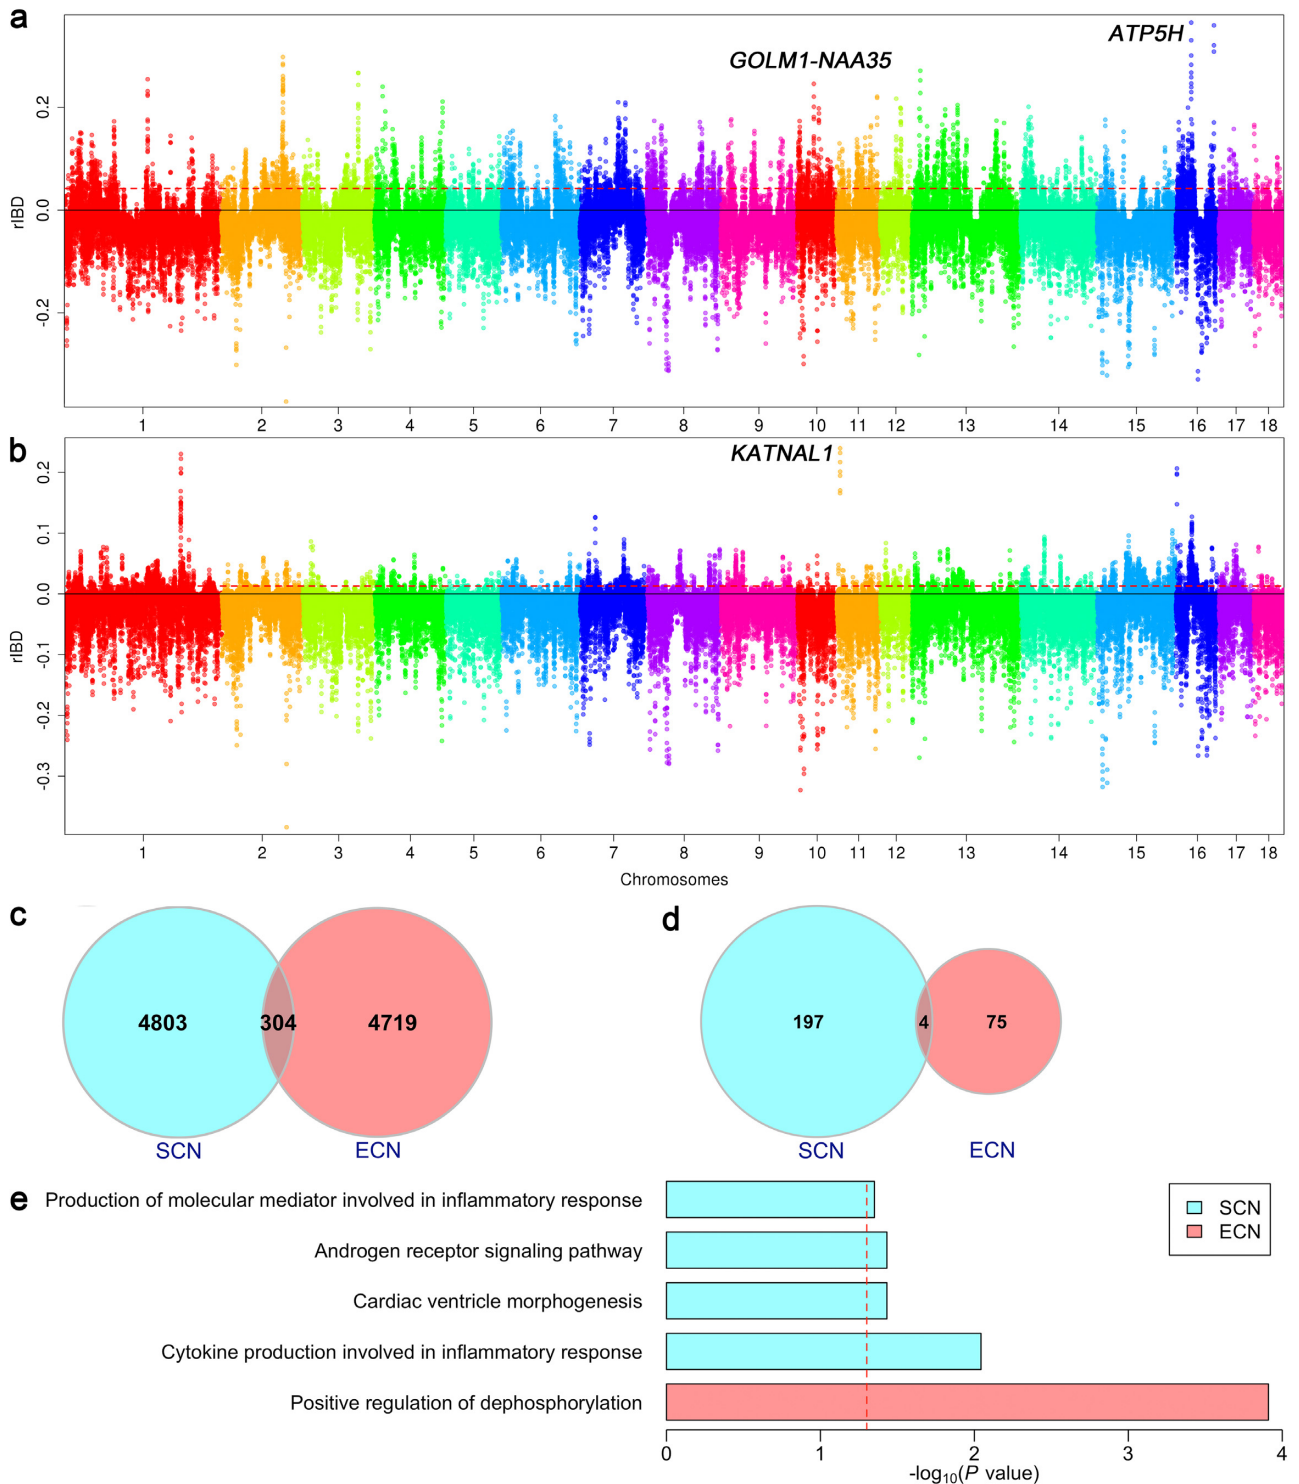 a
ATP5H
GOLM1-NAA35
rIBD
0.2
0.0
-0.2
1 2 3 4 5 6 7 8 9 10 11 12 13 14 15 16 17 18
b
KATNAL1
rIBD
0.2
0.1
0.0
-0.1
-0.2
-0.3
1 2 3 4 5 6 7 8 9 10 11 12 13 14 15 16 17 18
Chromosomes
c
4803 304 4719
SCN ECN
d
197 4 75
SCN ECN
e
Production of molecular mediator involved in inflammatory response
Androgen receptor signaling pathway
Cardiac ventricle morphogenesis
Cytokine production involved in inflammatory response
Positive regulation of dephosphorylation
SCN
ECN
0 1 2 3 4
-log10(P value)